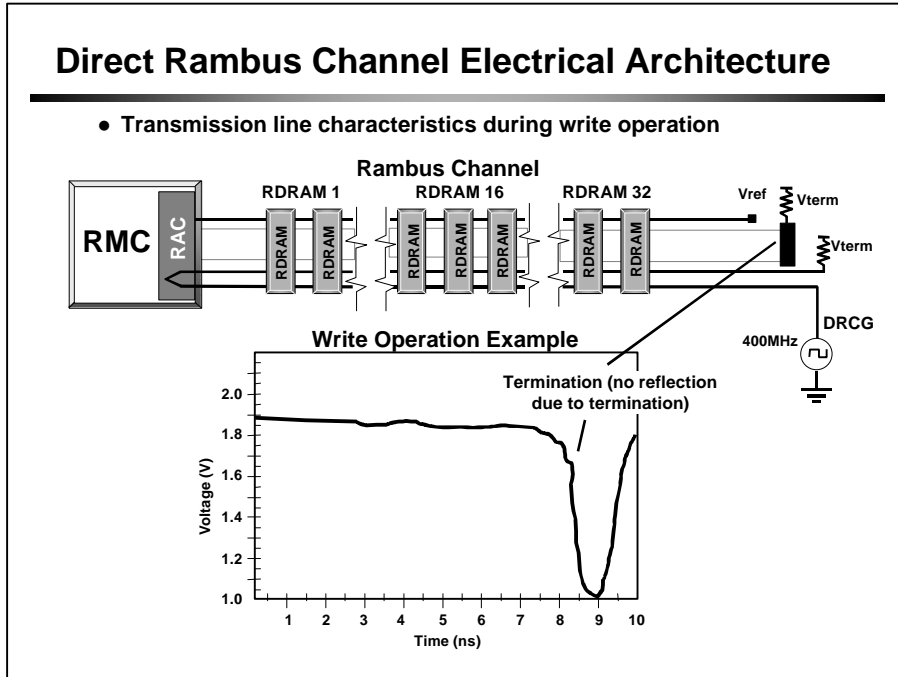 Direct Rambus Channel Electrical Architecture
● Transmission line characteristics during write operation
Rambus Channel
RDRAM 1
RDRAM 16
RDRAM 32
Vref
Vterm
RMC
RAC
RDRAM
RDRAM
RDRAM
RDRAM
RDRAM
RDRAM
RDRAM
Vterm
DRCG
400MHz
Write Operation Example
Termination (no reflection
due to termination)
2.0
1.8
1.6
1.4
1.2
1.0
Voltage (V)
1 2 3 4 5 6 7 8 9 10
Time (ns)